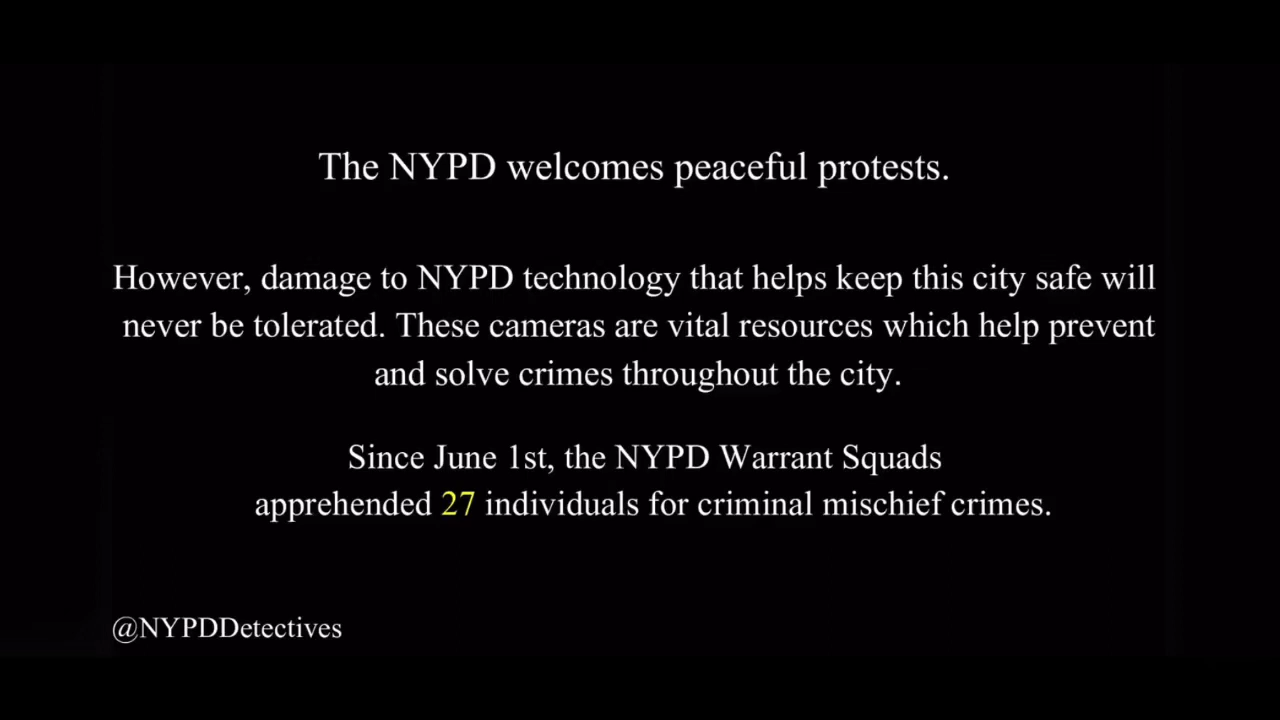 The NYPD welcomes peaceful protests.
However, damage to NYPD technology that helps keep this city safe will
never be tolerated. These cameras are vital resources which help prevent
and solve crimes throughout the city.
Since June 1st, the NYPD Warrant Squads
apprehended 27 individuals for criminal mischief crimes.
@NYPDDetectives